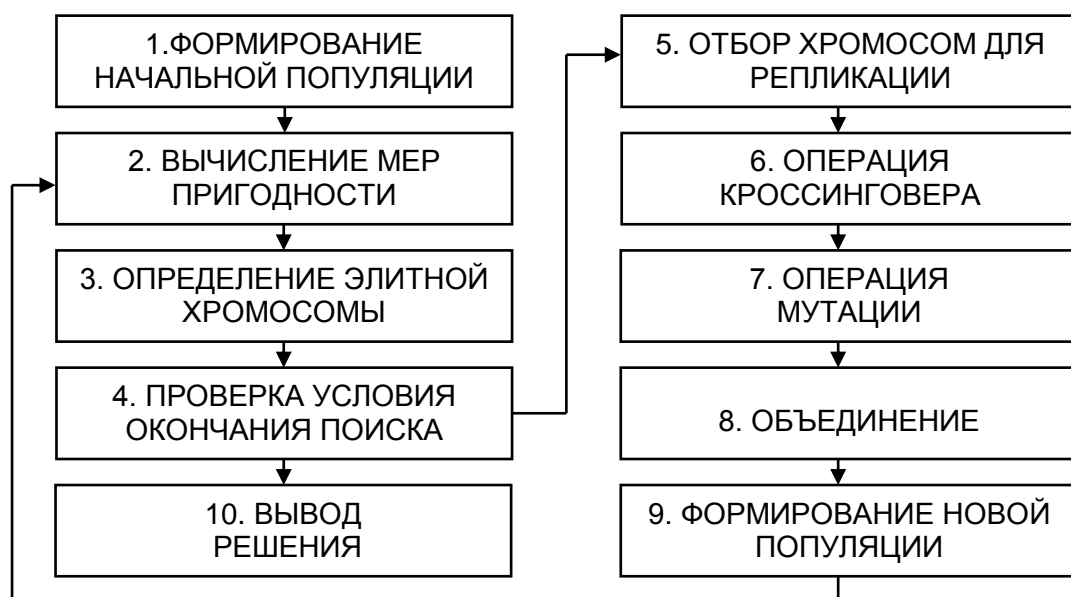 1.ФОРМИРОВАНИЕ
НАЧАЛЬНОЙ ПОПУЛЯЦИИ
2. ВЫЧИСЛЕНИЕ МЕР
ПРИГОДНОСТИ
3. ОПРЕДЕЛЕНИЕ ЭЛИТНОЙ
ХРОМОСОМЫ
4. ПРОВЕРКА УСЛОВИЯ
ОКОНЧАНИЯ ПОИСКА
10. ВЫВОД
РЕШЕНИЯ
5. ОТБОР ХРОМОСОМ ДЛЯ
РЕПЛИКАЦИИ
6. ОПЕРАЦИЯ
КРОССИНГОВЕРА
7. ОПЕРАЦИЯ
МУТАЦИИ
8. ОБЪЕДИНЕНИЕ
9. ФОРМИРОВАНИЕ НОВОЙ
ПОПУЛЯЦИИ